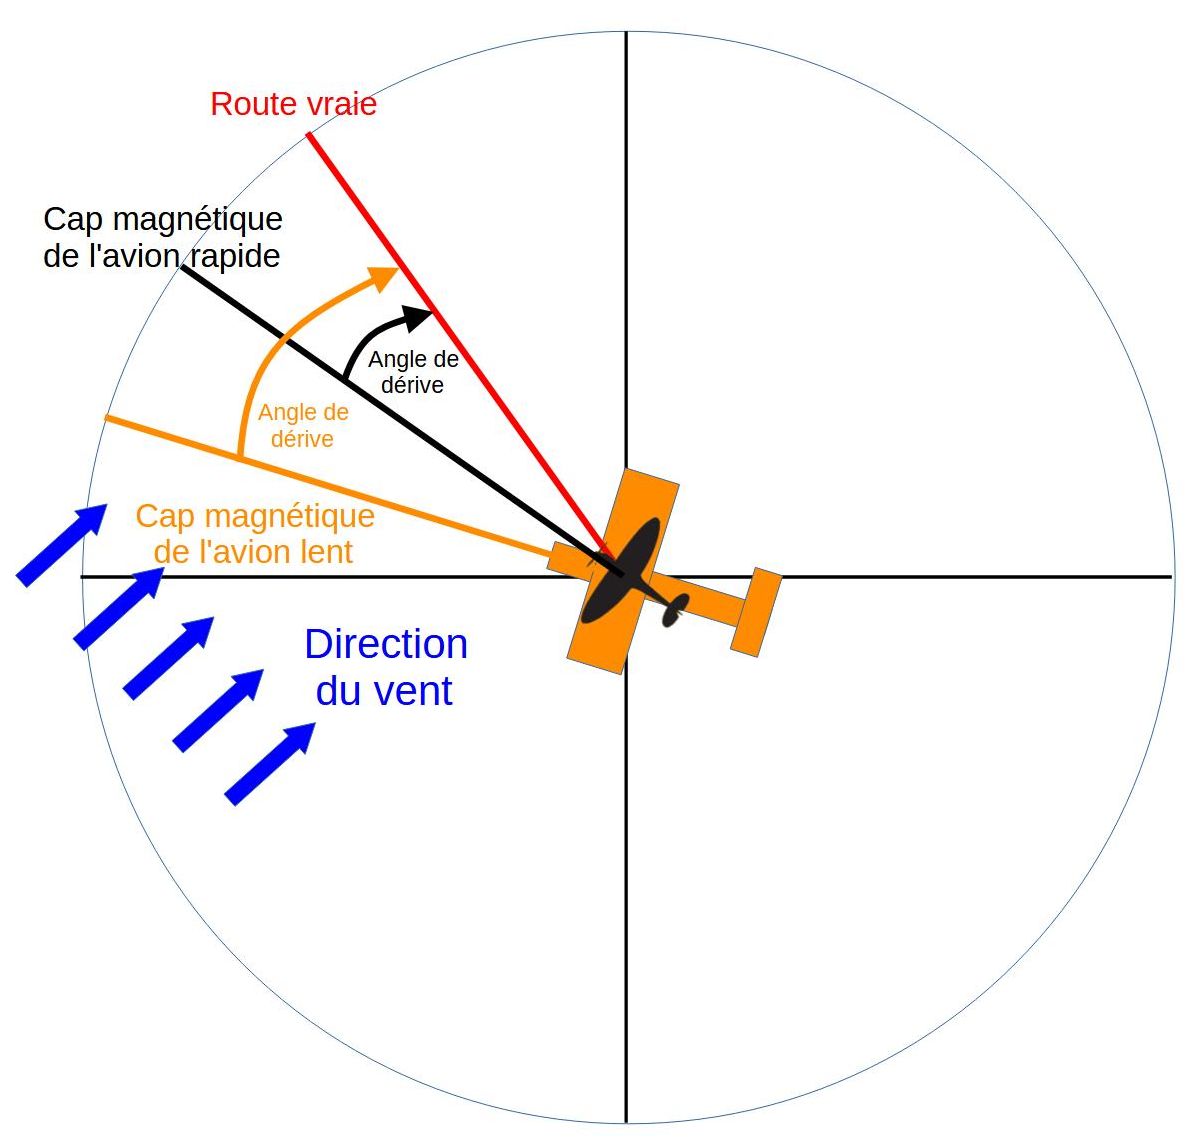 Route vraie
Cap magnétique
de l'avion rapide
Angle de
dérive
Angle de
dérive
Cap magnétique
de l'avion lent
Direction
du vent